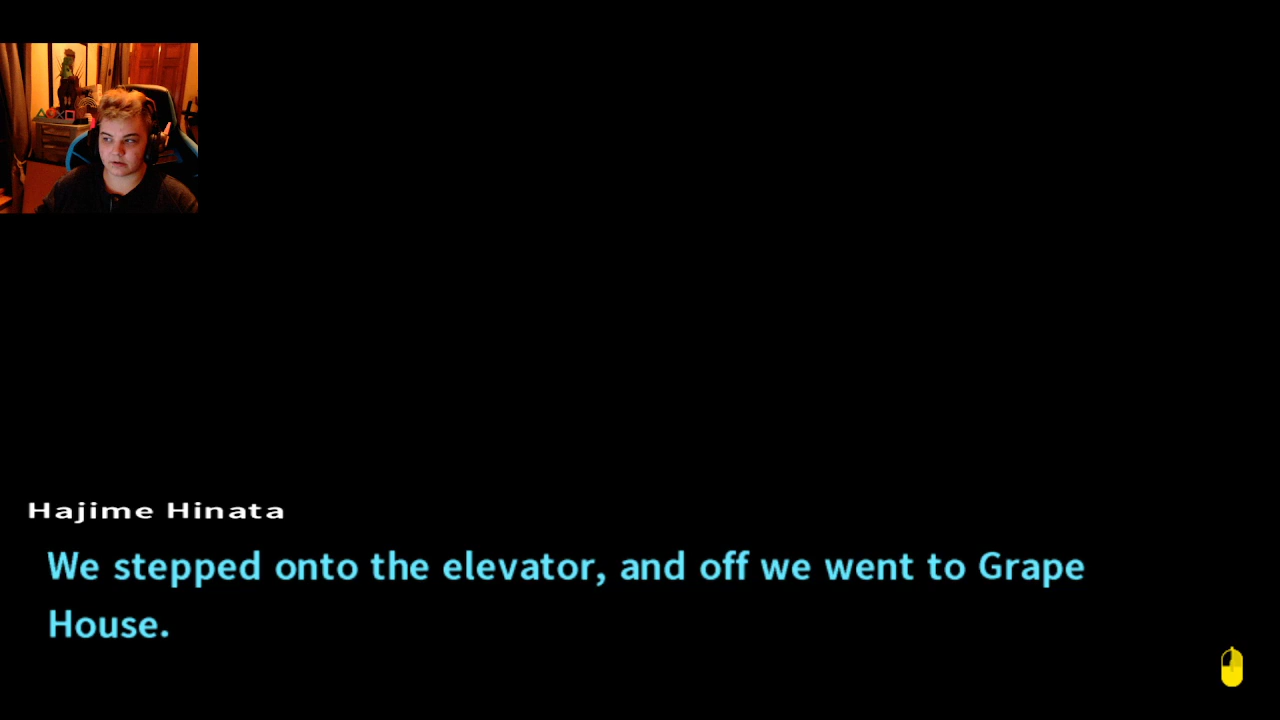 Hajime Hinata
We stepped onto the elevator, and off we went to Grape
House.